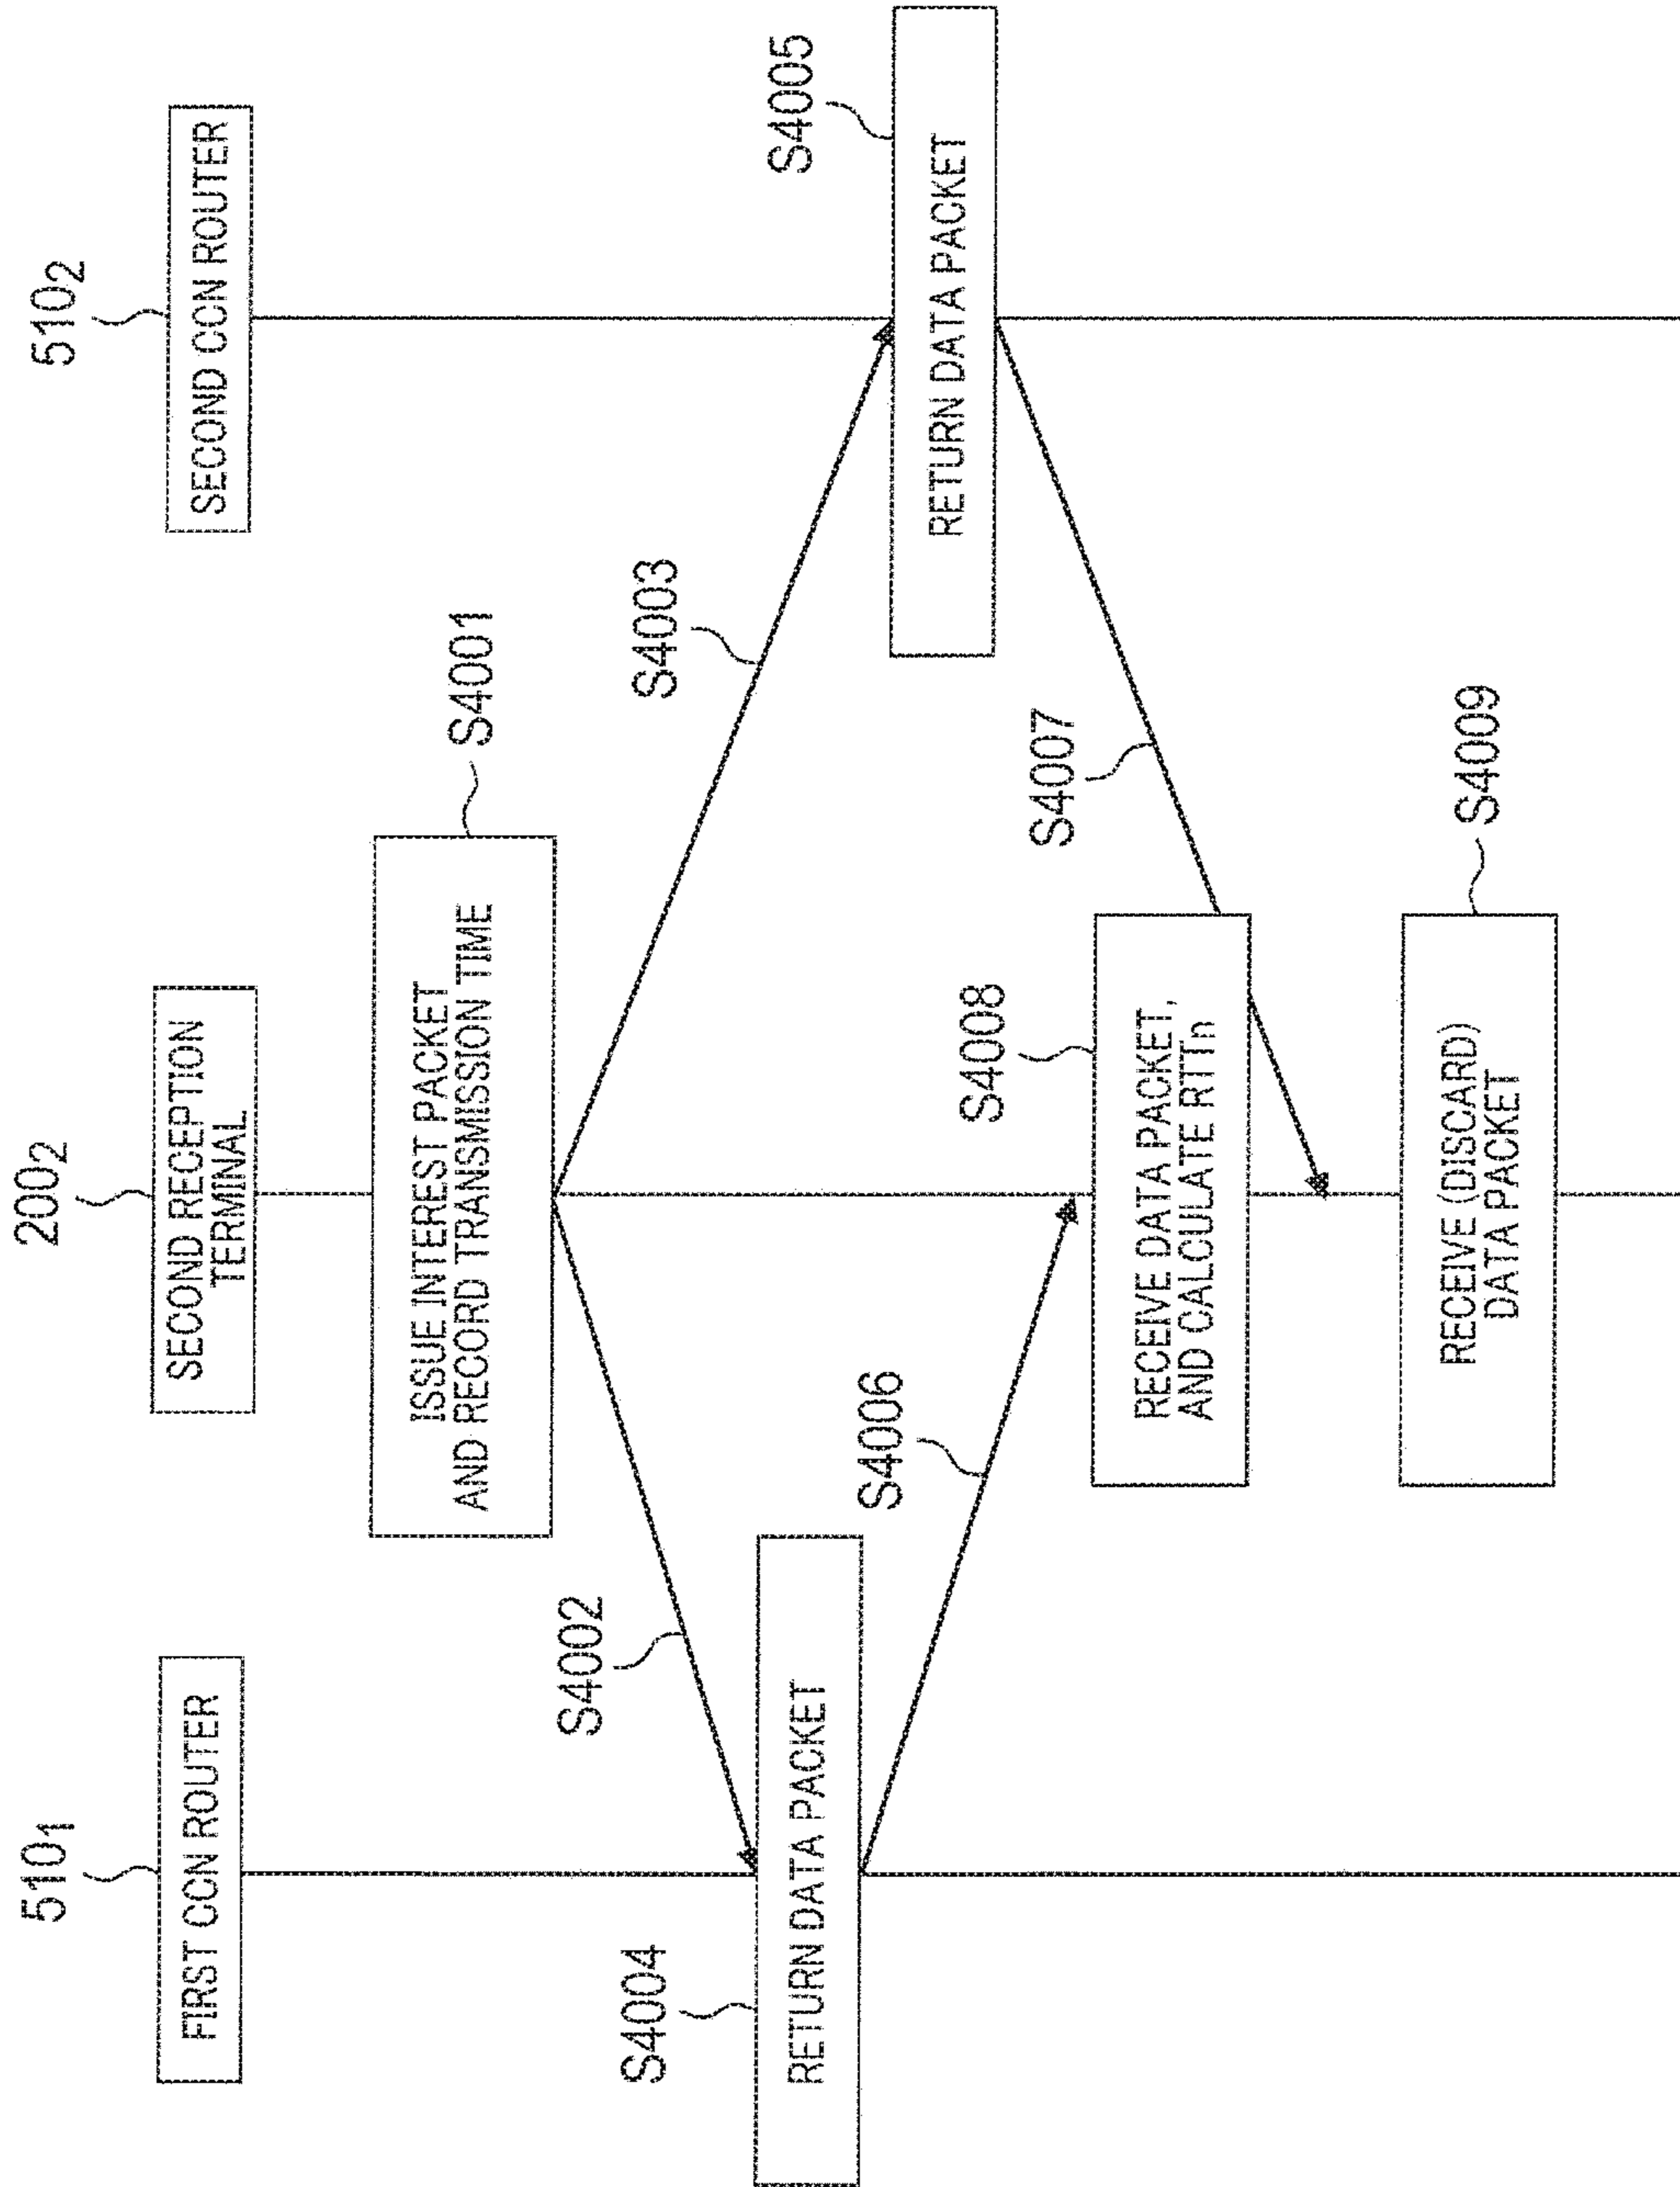 510₁
FIRST CCN ROUTER
200₂
SECOND RECEPTION
TERMINAL
510₂
SECOND CCN ROUTER
ISSUE INTEREST PACKET
AND RECORD TRANSMISSION TIME
S4001
S4002
S4003
S4004
RETURN DATA PACKET
S4005
RETURN DATA PACKET
S4006
S4007
S4008
RECEIVE DATA PACKET,
AND CALCULATE RTTₙ
RECEIVE (DISCARD)
DATA PACKET
S4009